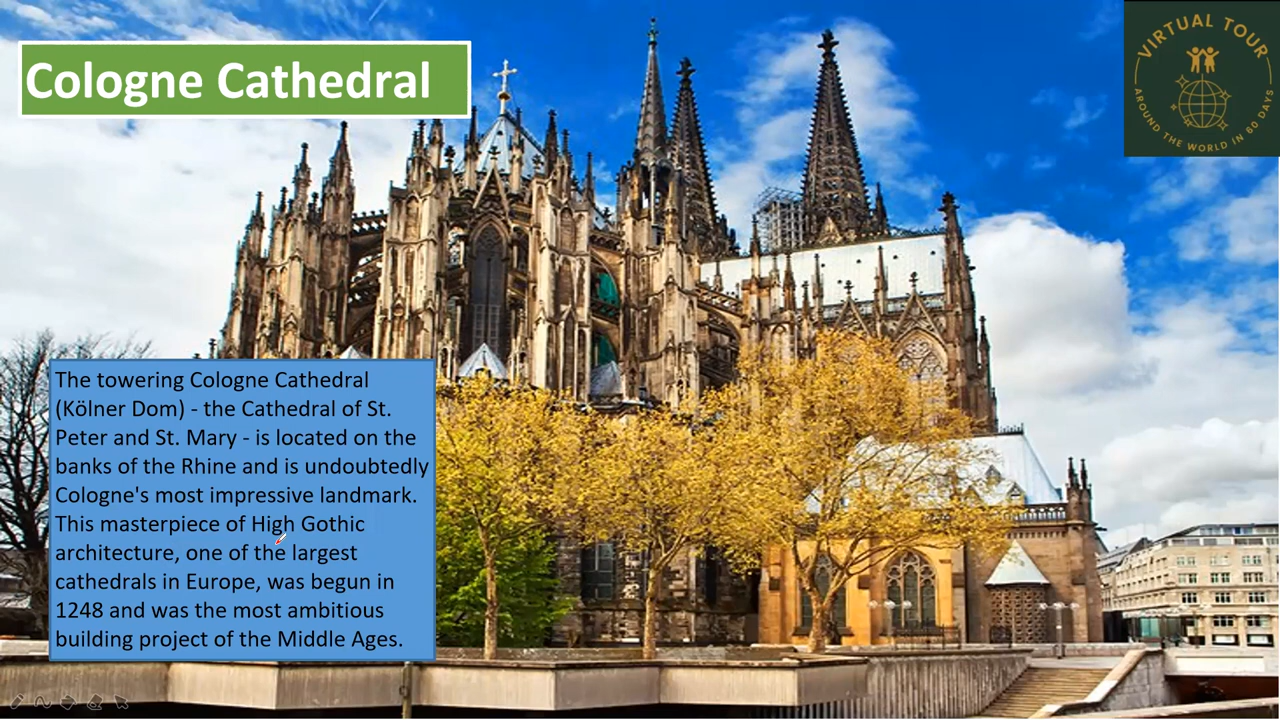 Cologne Cathedral
VIRTUAL TOUR
AROUND THE WORLD IN 60 DAYS
The towering Cologne Cathedral
(Kölner Dom) - the Cathedral of St.
Peter and St. Mary - is located on the
banks of the Rhine and is undoubtedly
Cologne's most impressive landmark.
This masterpiece of High Gothic
architecture, one of the largest
cathedrals in Europe, was begun in
1248 and was the most ambitious
building project of the Middle Ages.